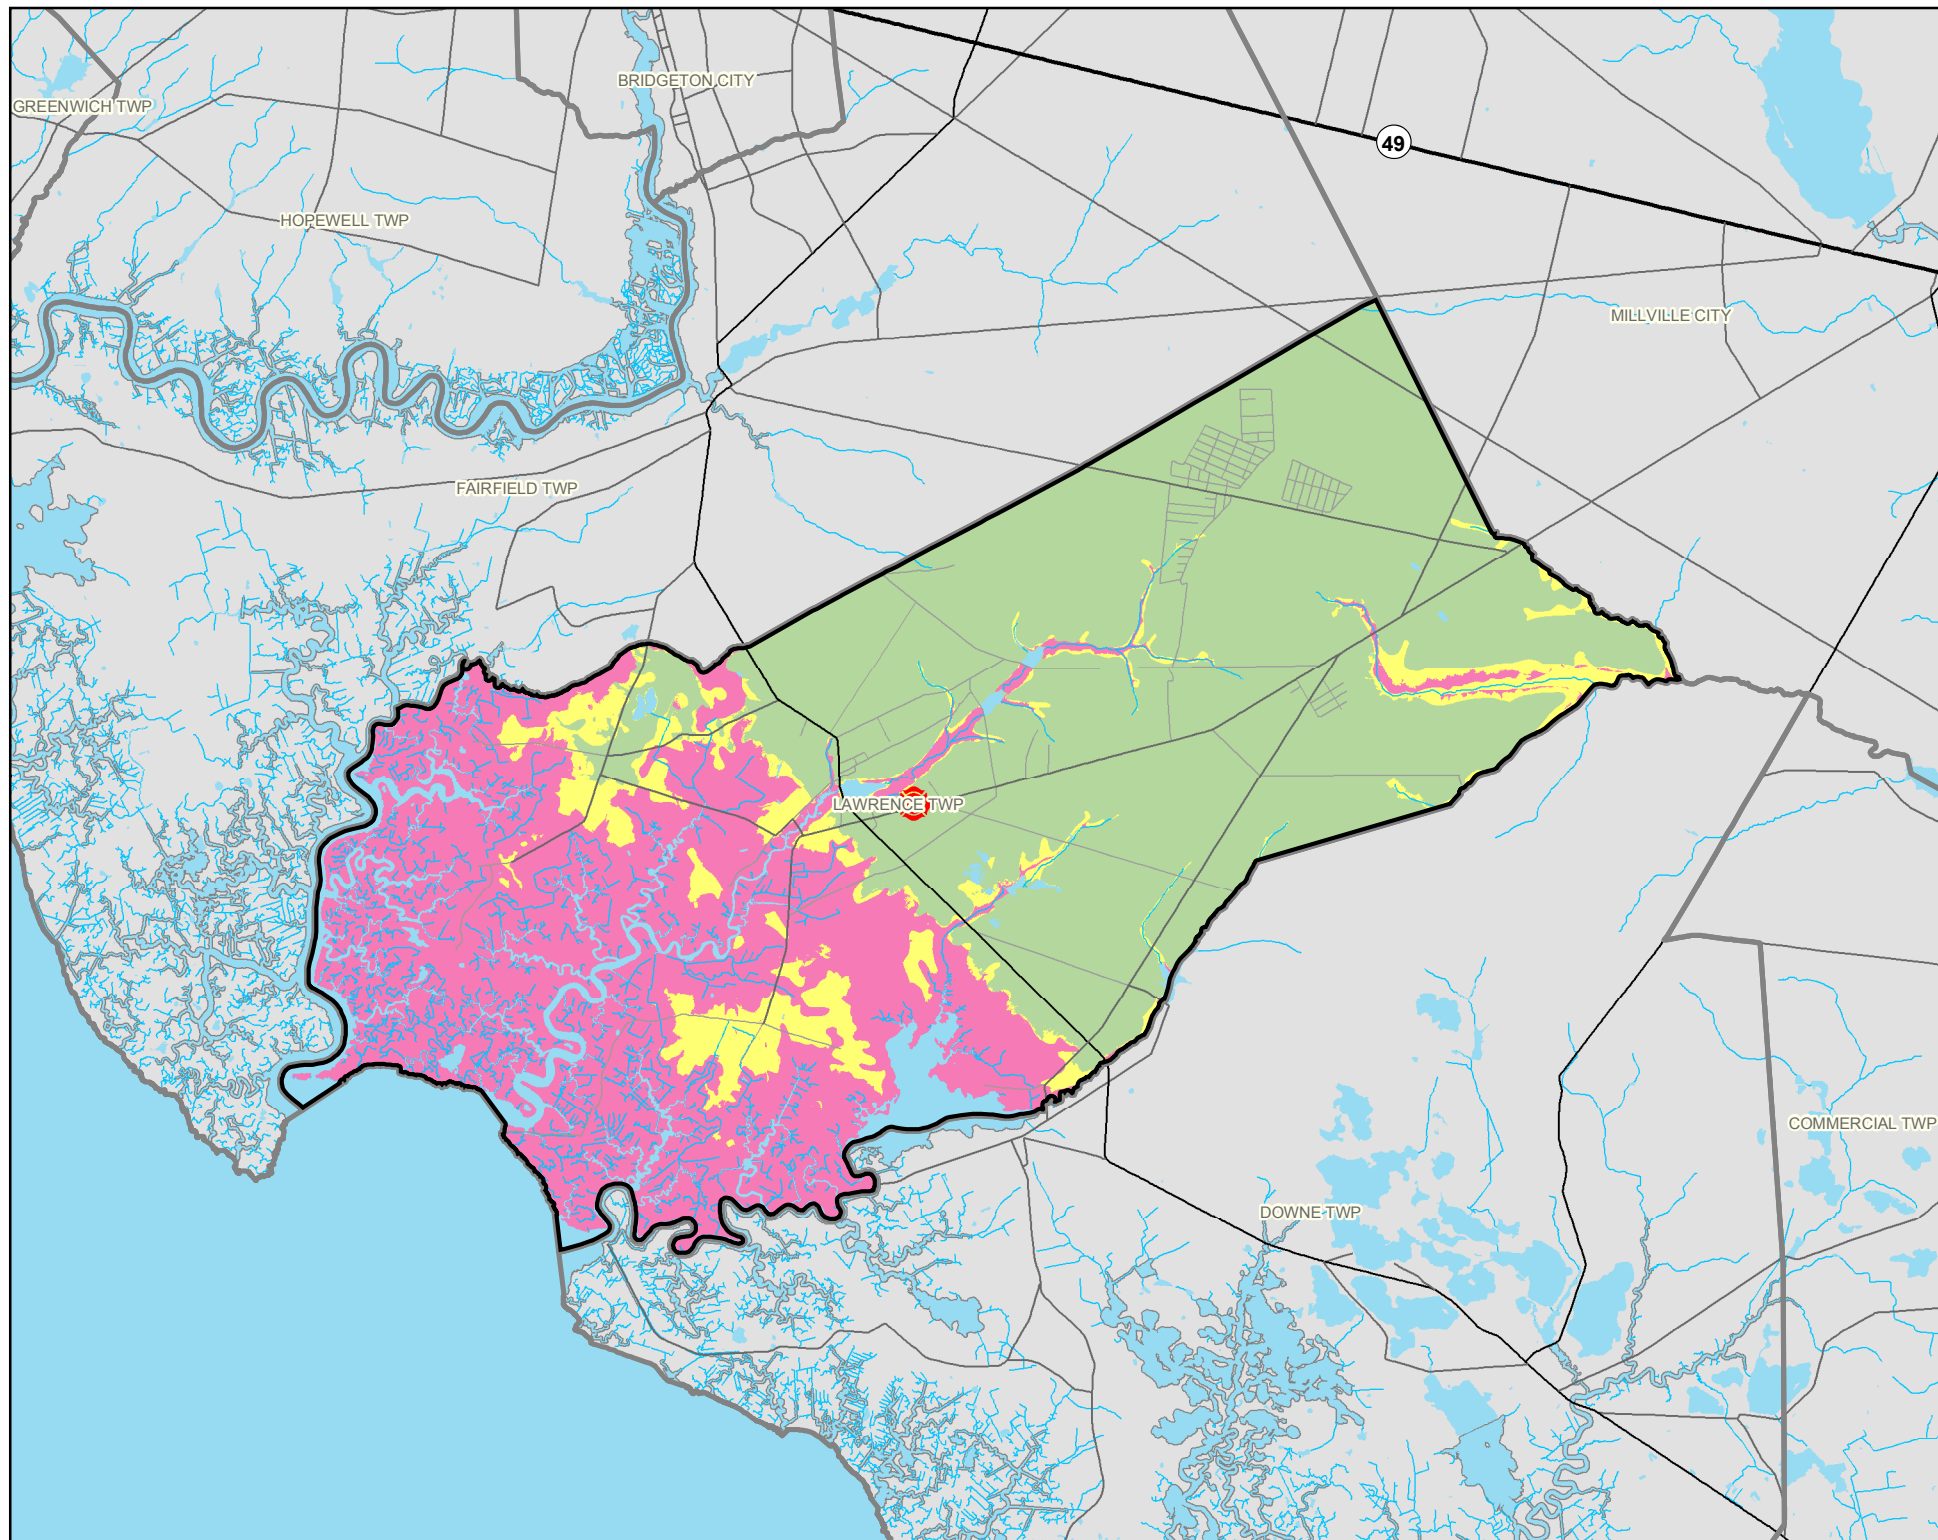 BRIDGETON CITY
GREENWICH TWP
49
HOPEWELL TWP
MILLVILLE CITY
FAIRFIELD TWP
LAWRENCE TWP
COMMERCIAL TWP
DOWNE TWP